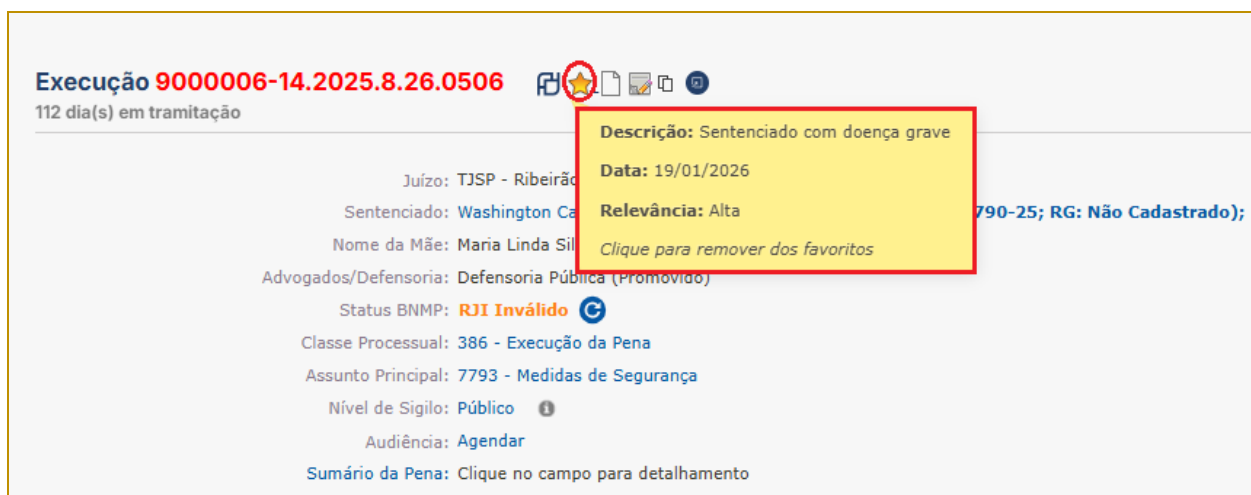 Execução 9000006-14.2025.8.26.0506
112 dia(s) em tramitação
Descrição: Sentenciado com doença grave
Data: 19/01/2026
Relevância: Alta
Clique para remover dos favoritos
Juízo: TJSP - Ribeirão
Sentenciado: Washington Ca 790-25; RG: Não Cadastrado);
Nome da Mãe: Maria Linda Sil
Advogados/Defensoria: Defensoria Pública (Promovido)
Status BNMP: RJI Inválido
Classe Processual: 386 - Execução da Pena
Assunto Principal: 7793 - Medidas de Segurança
Nível de Sigilo: Público
Audiência: Agendar
Sumário da Pena: Clique no campo para detalhamento